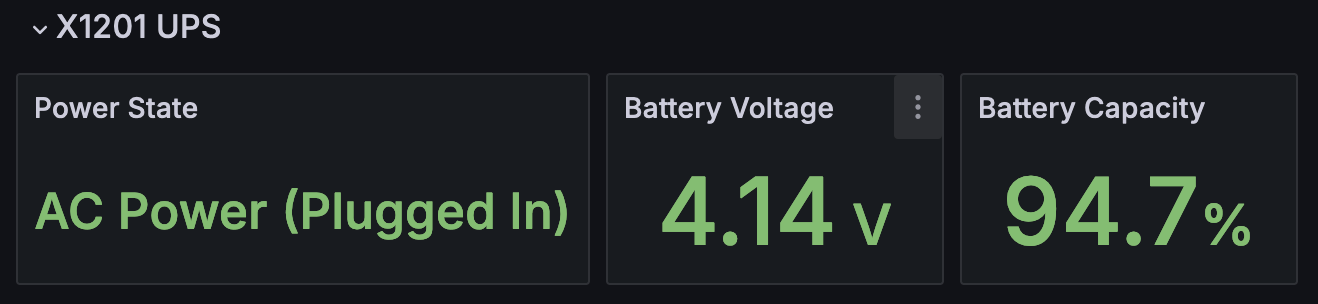 X1201 UPS
Power State
AC Power (Plugged In)
Battery Voltage
4.14 V
Battery Capacity
94.7%